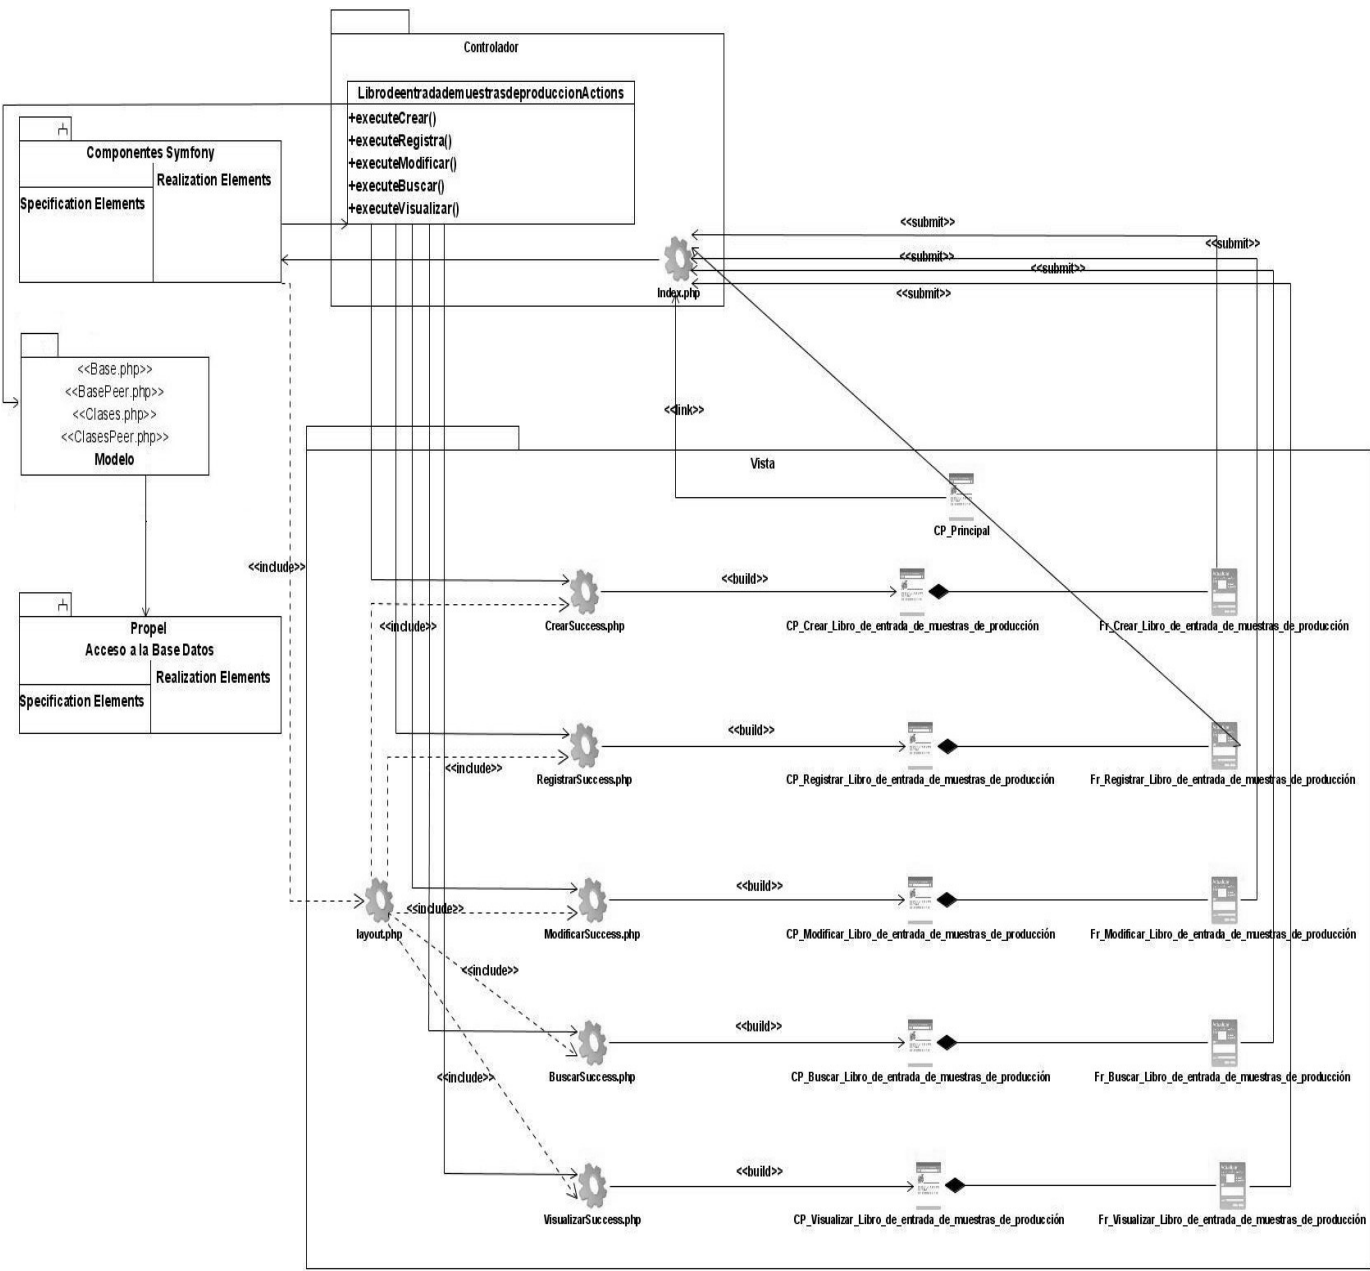 Controlador
LibrodeentradademuestrasdeproduccionActions
+executeCrear()
+executeRegistra()
+executeModificar()
+executeBuscar()
+executeVisualizar()
Componentes Symfony
Realization Elements
Specification Elements
<<submit>>
<<submit>>
<<submit>>
<<submit>>
<<submit>>
Index.php
<<Base.php>>
<<BasePeer.php>>
<<Clases.php>>
<<ClasesPeer.php>>
Modelo
<<link>>
Vista
CP_Principal
<<include>>
Propel
Acceso a la Base Datos
Realization Elements
Specification Elements
<<include>>
CrearSuccess.php
<<build>>
CP_Crear_Libro_de_entrada_de_muestras_de_producción
Fr_Crear_Libro_de_entrada_de_muestras_de_producción
<<include>>
RegistrarSuccess.php
<<build>>
CP_Registrar_Libro_de_entrada_de_muestras_de_producción
Fr_Registrar_Libro_de_entrada_de_muestras_de_producción
layout.php
<<include>>
ModificarSuccess.php
<<build>>
CP_Modificar_Libro_de_entrada_de_muestras_de_producción
Fr_Modificar_Libro_de_entrada_de_muestras_de_producción
<<include>>
BuscarSuccess.php
<<build>>
CP_Buscar_Libro_de_entrada_de_muestras_de_producción
Fr_Buscar_Libro_de_entrada_de_muestras_de_producción
<<include>>
VisualizarSuccess.php
<<build>>
CP_Visualizar_Libro_de_entrada_de_muestras_de_producción
Fr_Visualizar_Libro_de_entrada_de_muestras_de_producción